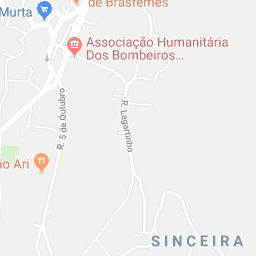 de Brasfemes
Murta
Associação Humanitária
Dos Bombeiros...
R. Lagartinho
R. 5 de Outubro
io Ari
SINCEIRA